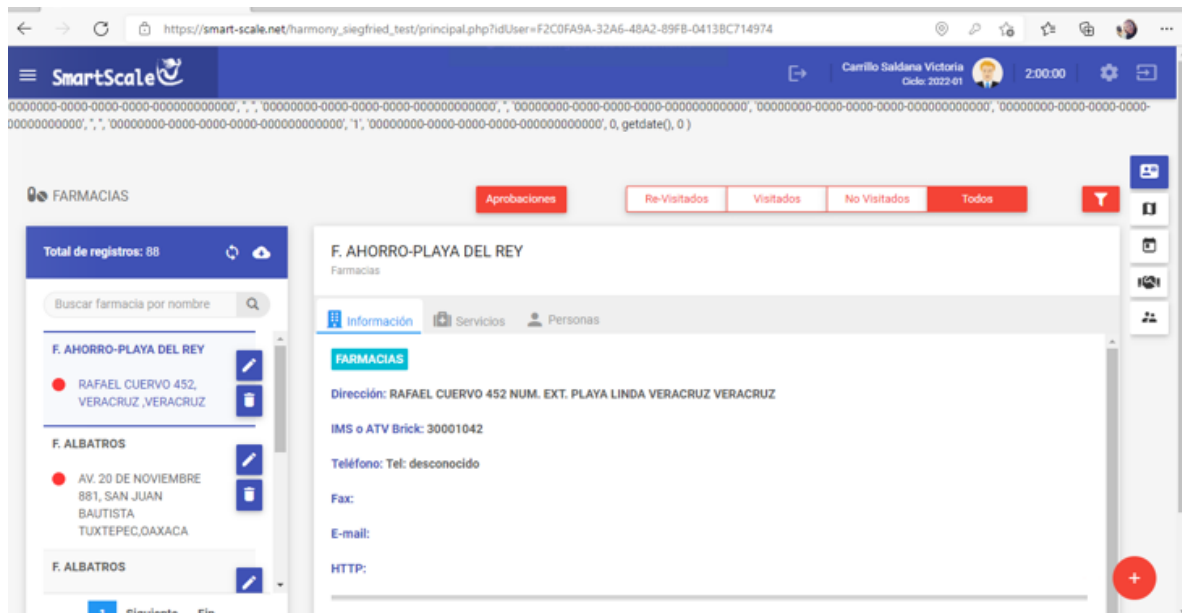 https://smart-scale.net/harmony_siegfried_test/principal.php?idUser=F2C0FA9A-32A6-48A2-89FB-0413BC714974
SmartScale
Carrillo Saldana Victoria
Ciclo: 2022-01
2:00:00
0000000-0000-0000-0000-000000000000', '', '', '00000000-0000-0000-0000-000000000000', '', '00000000-0000-0000-0000-000000000000', '00000000-0000-0000-0000-000000000000', '00000000-0000-0000-0000-
000000000000', '', '', '00000000-0000-0000-0000-000000000000', '1', '00000000-0000-0000-0000-000000000000', 0, getdate(), 0 )
FARMACIAS
Aprobaciones
Re-Visitados
Visitados
No Visitados
Todos
Total de registros: 88
Buscar farmacia por nombre
F. AHORRO-PLAYA DEL REY
RAFAEL CUERVO 452,
VERACRUZ ,VERACRUZ
F. ALBATROS
AV. 20 DE NOVIEMBRE
881, SAN JUAN
BAUTISTA
TUXTEPEC,OAXACA
F. ALBATROS
1 Siguiente Fin
F. AHORRO-PLAYA DEL REY
Farmacias
Información
Servicios
Personas
FARMACIAS
Dirección: RAFAEL CUERVO 452 NUM. EXT. PLAYA LINDA VERACRUZ VERACRUZ
IMS o ATV Brick: 30001042
Teléfono: Tel: desconocido
Fax:
E-mail:
HTTP: